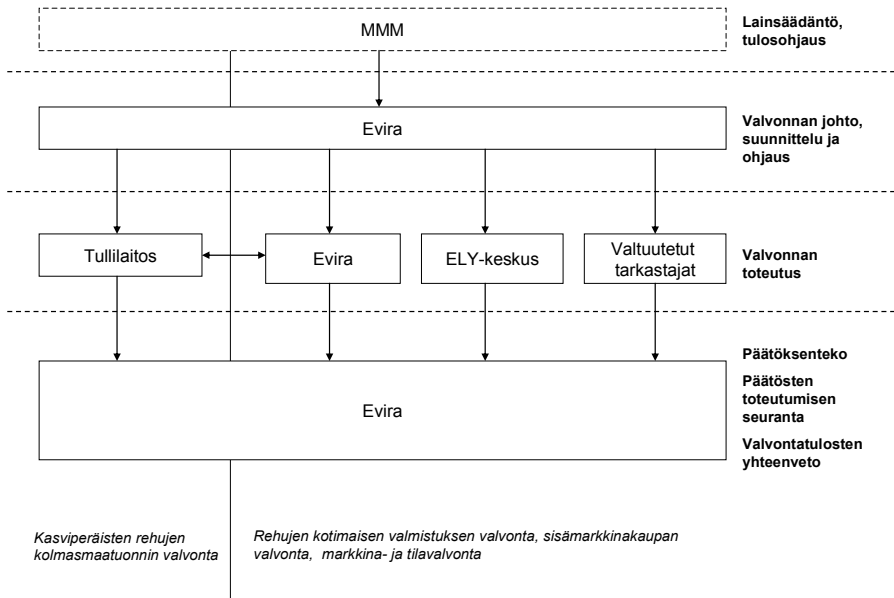 MMM
Lainsäädäntö,
tulosohjaus
Evira
Valvonnan johto,
suunnittelu ja
ohjaus
Tullilaitos
Evira
ELY-keskus
Valtuutetut
tarkastajat
Valvonnan
toteutus
Evira
Päätöksenteko
Päätösten
toteutumisen
seuranta
Valvontatulosten
yhteenveto
Kasviperäisten rehujen
kolmasmaatuonnin valvonta
Rehujen kotimaisen valmistuksen valvonta, sisämarkkinakaupan
valvonta, markkina- ja tilavalvonta